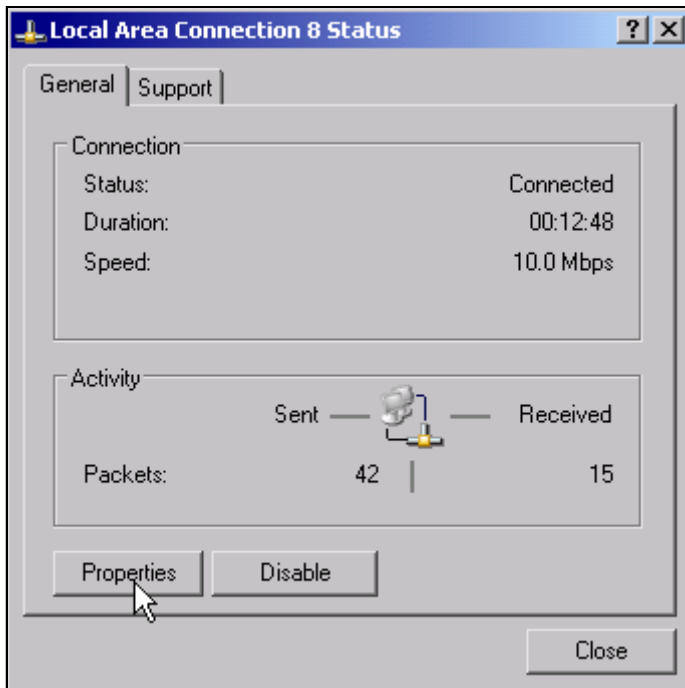 Local Area Connection 8 Status
General Support
Connection
Status: Connected
Duration: 00:12:48
Speed: 10.0 Mbps
Activity
Sent Received
Packets: 42 15
Properties Disable
Close